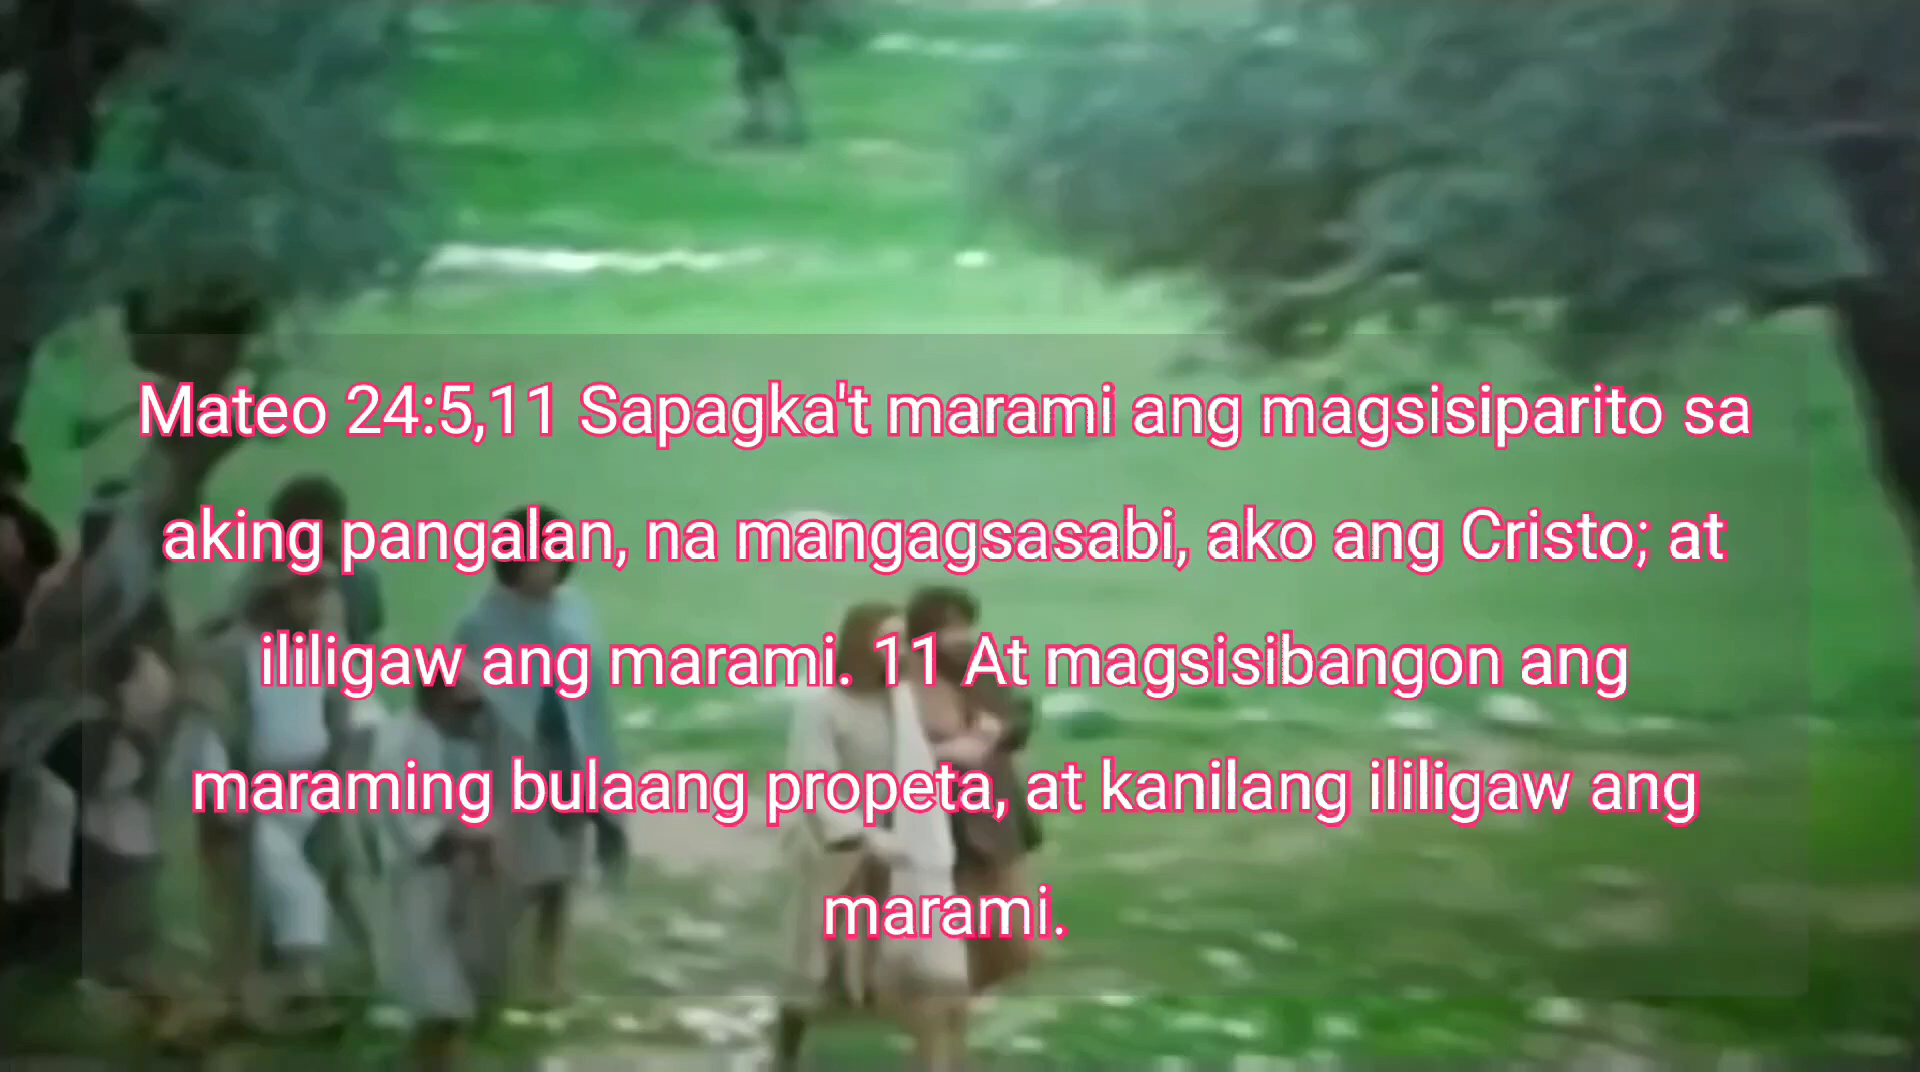 Mateo 24:5,11 Sapagka't marami ang magsisiparito sa
aking pangalan, na mangagsasabi, ako ang Cristo; at
ililigaw ang marami. 11 At magsisibangon ang
maraming bulaang propeta, at kanilang ililigaw ang
marami.